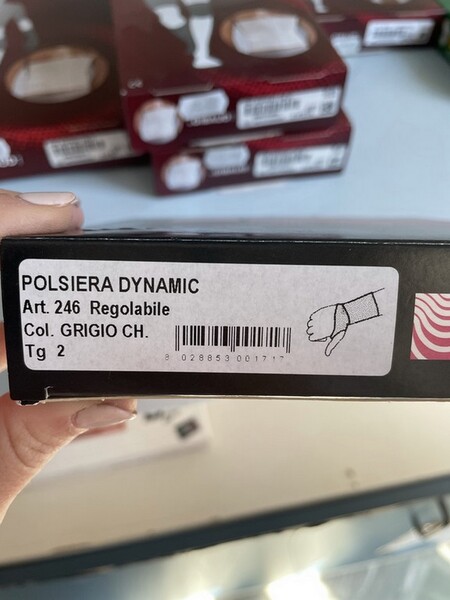 POLSIERA DYNAMIC
Art. 246 Regolabile
Col. GRIGIO CH.
Tg 2
8 028853 001717